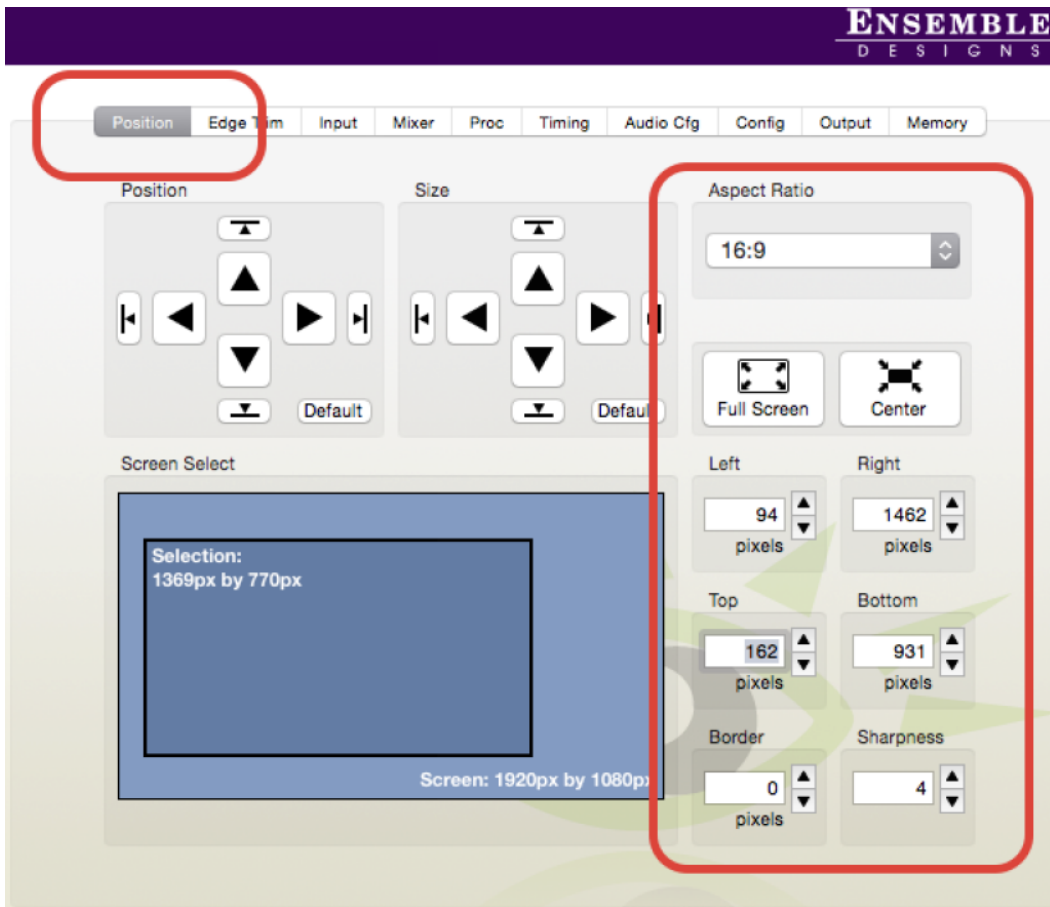 ENSEMBLE
DESIGNS
Position Edge Trim Input Mixer Proc Timing Audio Cfg Config Output Memory
Position Size Aspect Ratio
16:9
Default Default Full Screen Center
Screen Select Left Right
94 1462
pixels pixels
Selection:
1369px by 770px
Top Bottom
162 931
pixels pixels
Border Sharpness
Screen: 1920px by 1080px
0 4
pixels